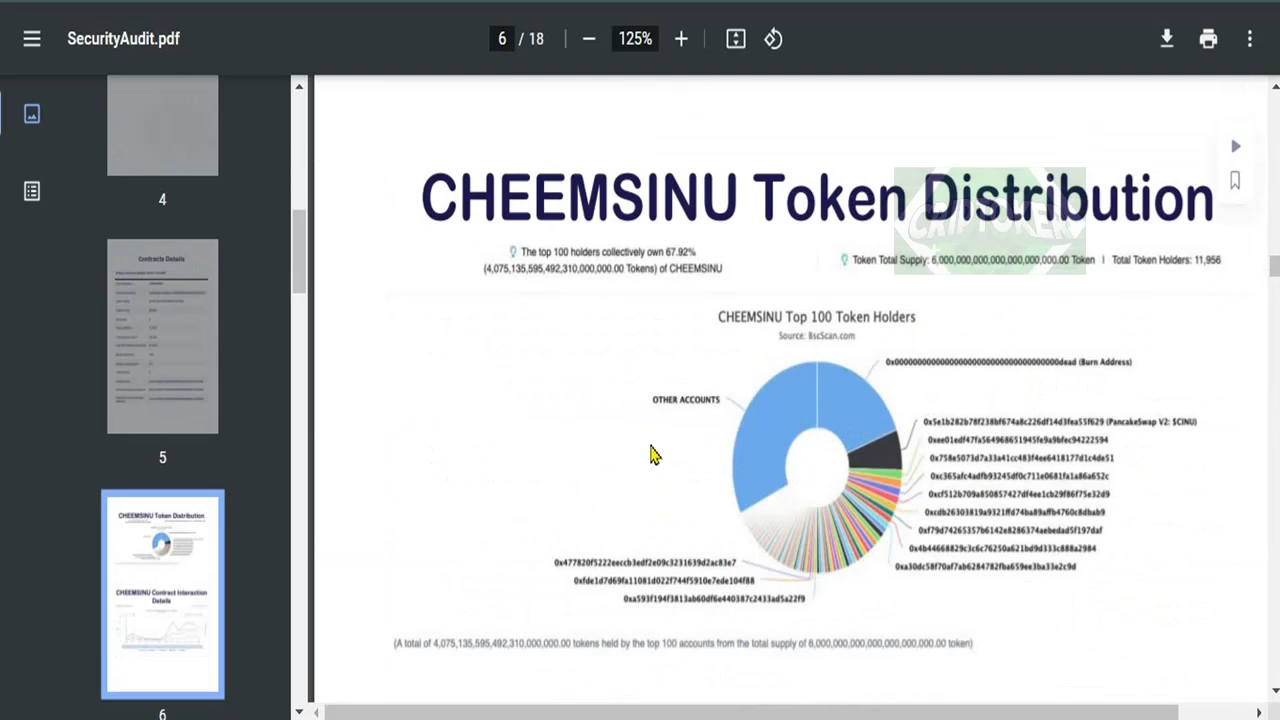 SecurityAudit.pdf
6 / 18
125%
4
Contracts Details
5
CHEEMSINU Token Distribution
CHEEMSINU Contract Interaction
Details
6
CHEEMSINU Token Distribution
CRIPTOKER
The top 100 holders collectively own 67.92%
(4,075,135,595,492,310,000,000.00 Tokens) of CHEEMSINU
Token Total Supply: 6,000,000,000,000,000,000,000.00 Token | Total Token Holders: 11,956
CHEEMSINU Top 100 Token Holders
Source: BscScan.com
0x000000000000000000000000000000000000dead (Burn Address)
OTHER ACCOUNTS
0x5e1b282b78f238bf674a8c226df14d3fea55f629 (PancakeSwap V2: $CINU)
0xee01edf47fa564968651945fe9a9bfec94222594
0x758e5073d7a33a41cc483f4ee6418177d1c4de51
0xc365afc4adfb93245df0c711e0681fa1a86a652c
0xcf512b709a850857427df4ee1cb29f86f75e32d9
0xcdb26303819a9321ffd74ba89affb4760c8dbab9
0xf79d74265357b6142e8286374aebedad5f197daf
0x4b44668829c3c6c76250a621bd9d333c888a2984
0xa30dc58f70af7ab6284782fba659ee3ba33e2c9d
0x477820f5222eeccb3edf2e09c3231639d2ac83e7
0xfde1d7d69fa11081d022f744f5910e7ede104f88
0xa593f194f3813ab60df6e440387c2433ad5a22f9
(A total of 4,075,135,595,492,310,000,000.00 tokens held by the top 100 accounts from the total supply of 6,000,000,000,000,000,000,000.00 token)